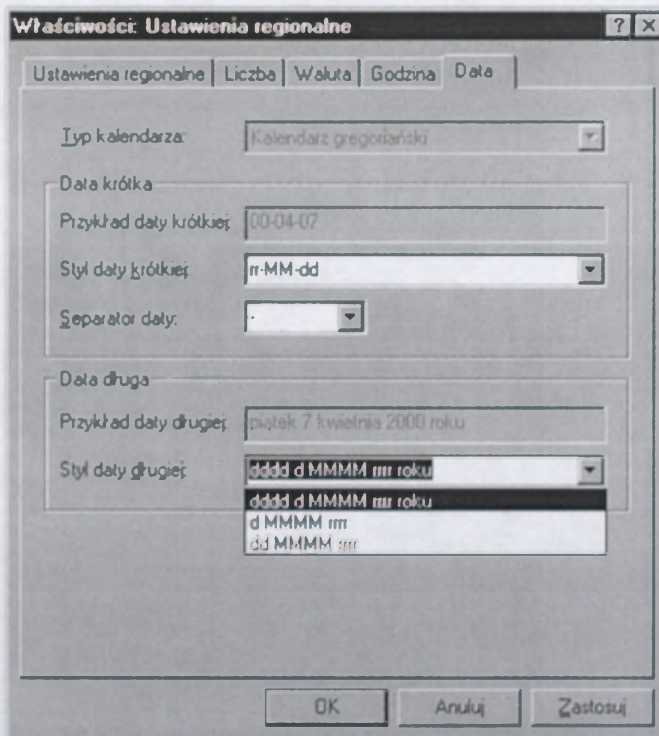 Właściwości: Ustawienia regionalne
Ustawienia regionalne Liczba Waluta Godzina Data
Typ kalendarza: Kalendarz gregoriański
Data krótka
Przykład daty krótkiej: 00-04-07
Styl daty krótkiej: rr-MM-dd
Separator daty: -
Data długa
Przykład daty długiej: piątek 7 kwietnia 2000 roku
Styl daty długiej: dddd d MMMM rrrr roku
dddd d MMMM rrrr roku
d MMMM rrrr
dd MMMM rrrr
OK Anuluj Zastosuj